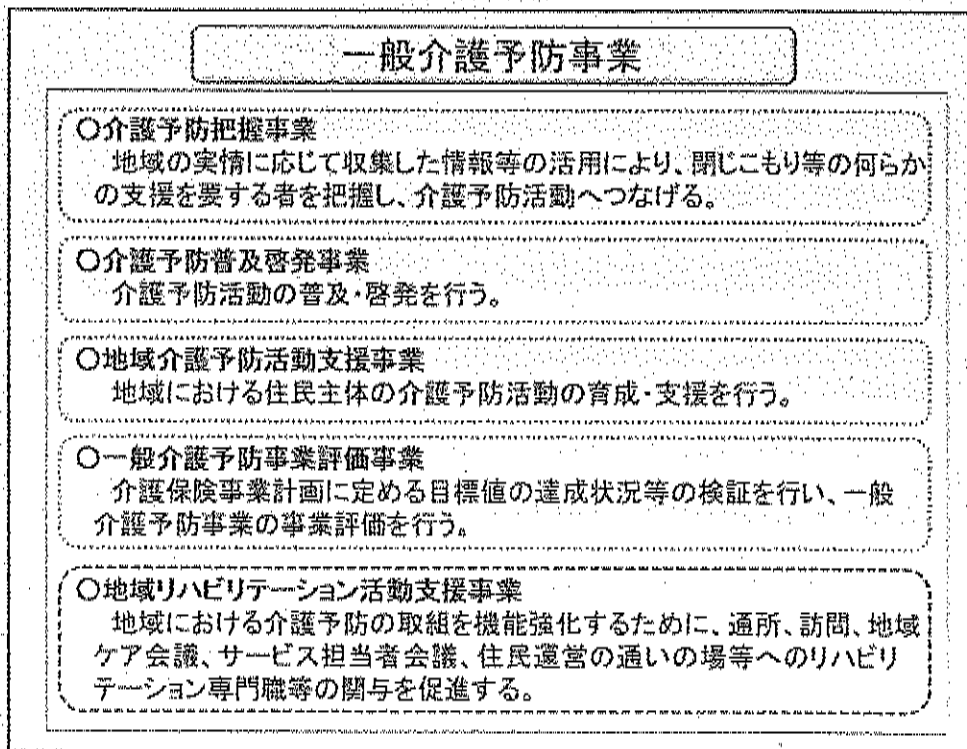 一般介護予防事業
○介護予防把握事業
地域の実情に応じて収集した情報等の活用により、閉じこもり等の何らか
の支援を要する者を把握し、介護予防活動へつなげる。
○介護予防普及啓発事業
介護予防活動の普及・啓発を行う。
○地域介護予防活動支援事業
地域における住民主体の介護予防活動の育成・支援を行う。
○一般介護予防事業評価事業
介護保険事業計画に定める目標値の達成状況等の検証を行い、一般
介護予防事業の事業評価を行う。
○地域リハビリテーション活動支援事業
地域における介護予防の取組を機能強化するために、通所、訪問、地域
ケア会議、サービス担当者会議、住民運営の通いの場等へのリハビリ
テーション専門職等の関与を促進する。